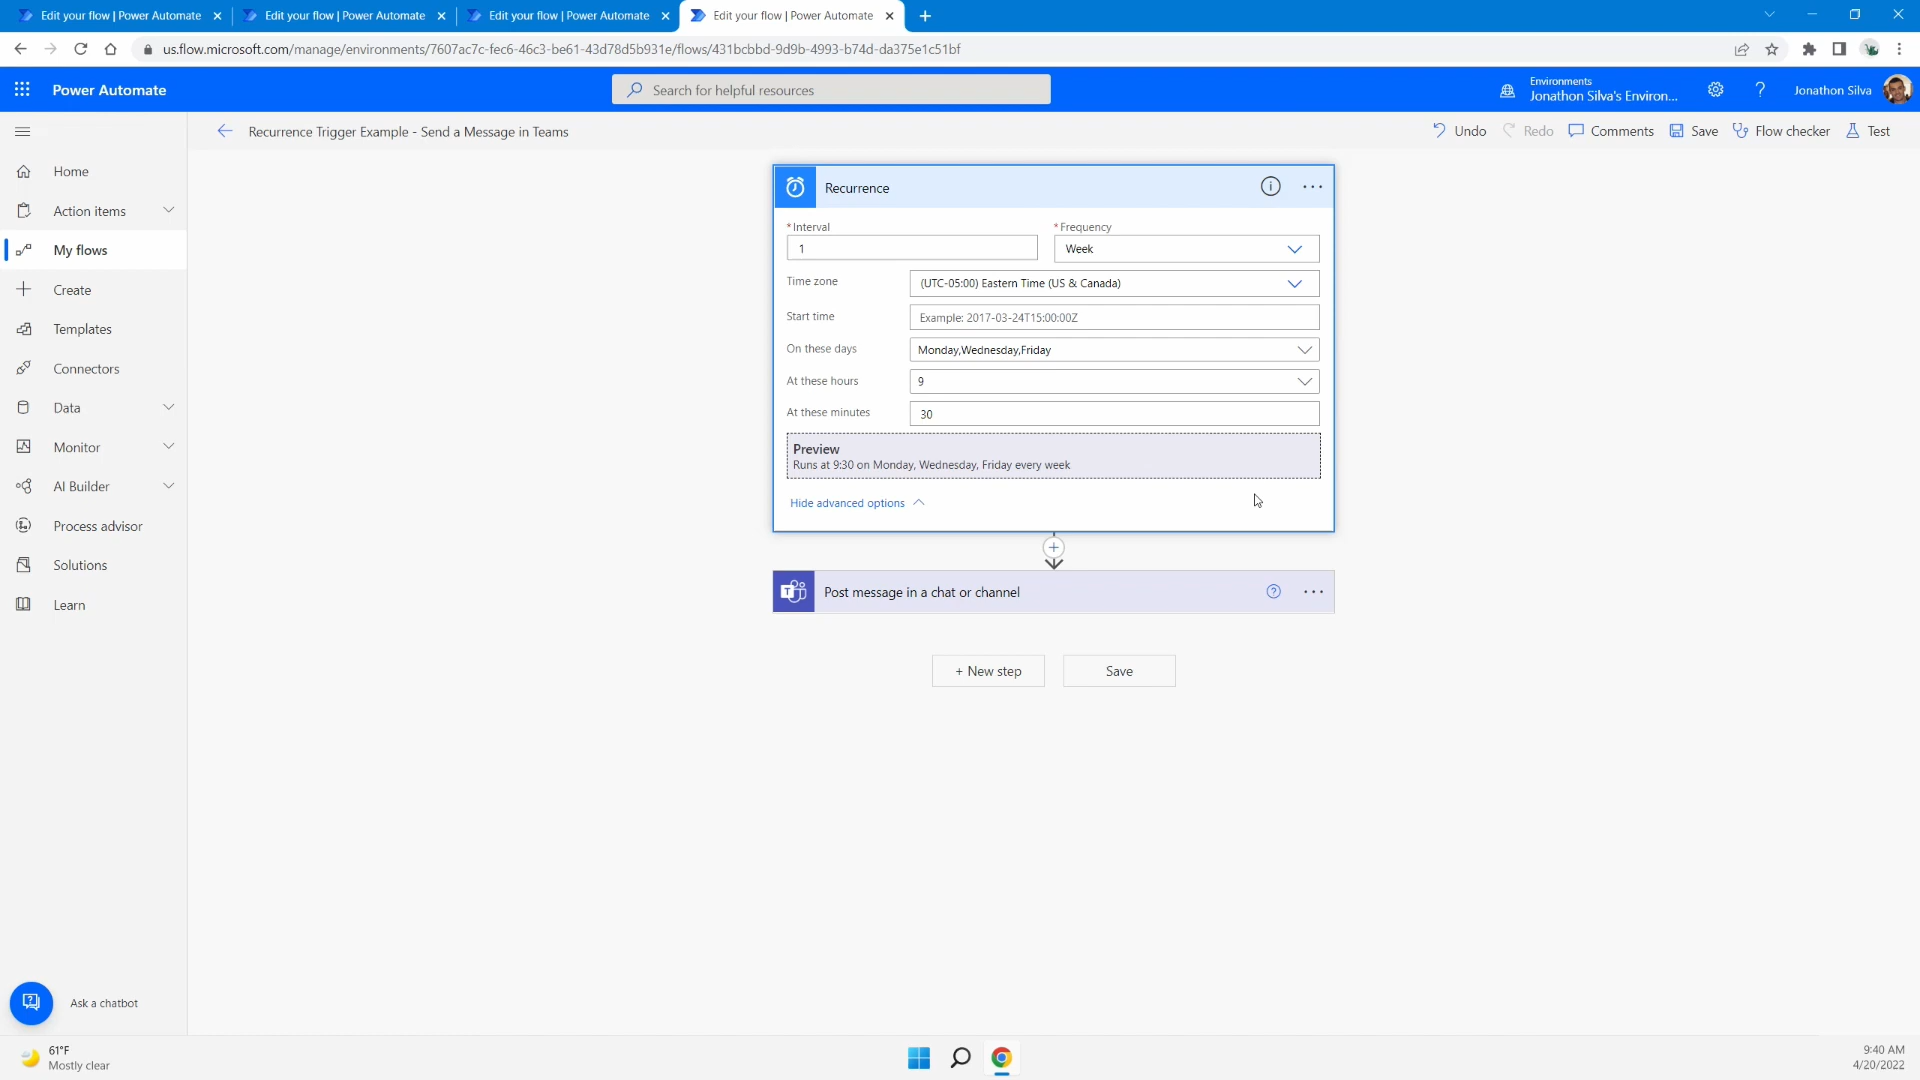 Edit your flow | Power Automate
Edit your flow | Power Automate
Edit your flow | Power Automate
Edit your flow | Power Automate
us.flow.microsoft.com/manage/environments/7607ac7c-fec6-46c3-be61-43d78d5b931e/flows/431bcbbd-9d9b-4993-b74d-da375e1c51bf
Power Automate
Search for helpful resources
Environments
Jonathon Silva's Environ...
?
Jonathon Silva
Recurrence Trigger Example - Send a Message in Teams
Undo
Redo
Comments
Save
Flow checker
Test
Home
Action items
My flows
Create
Templates
Connectors
Data
Monitor
AI Builder
Process advisor
Solutions
Learn
Ask a chatbot
Recurrence
* Interval
1
* Frequency
Week
Time zone
(UTC-05:00) Eastern Time (US & Canada)
Start time
Example: 2017-03-24T15:00:00Z
On these days
Monday,Wednesday,Friday
At these hours
9
At these minutes
30
Preview
Runs at 9:30 on Monday, Wednesday, Friday every week
Hide advanced options
Post message in a chat or channel
+ New step
Save
61°F
Mostly clear
9:40 AM
4/20/2022